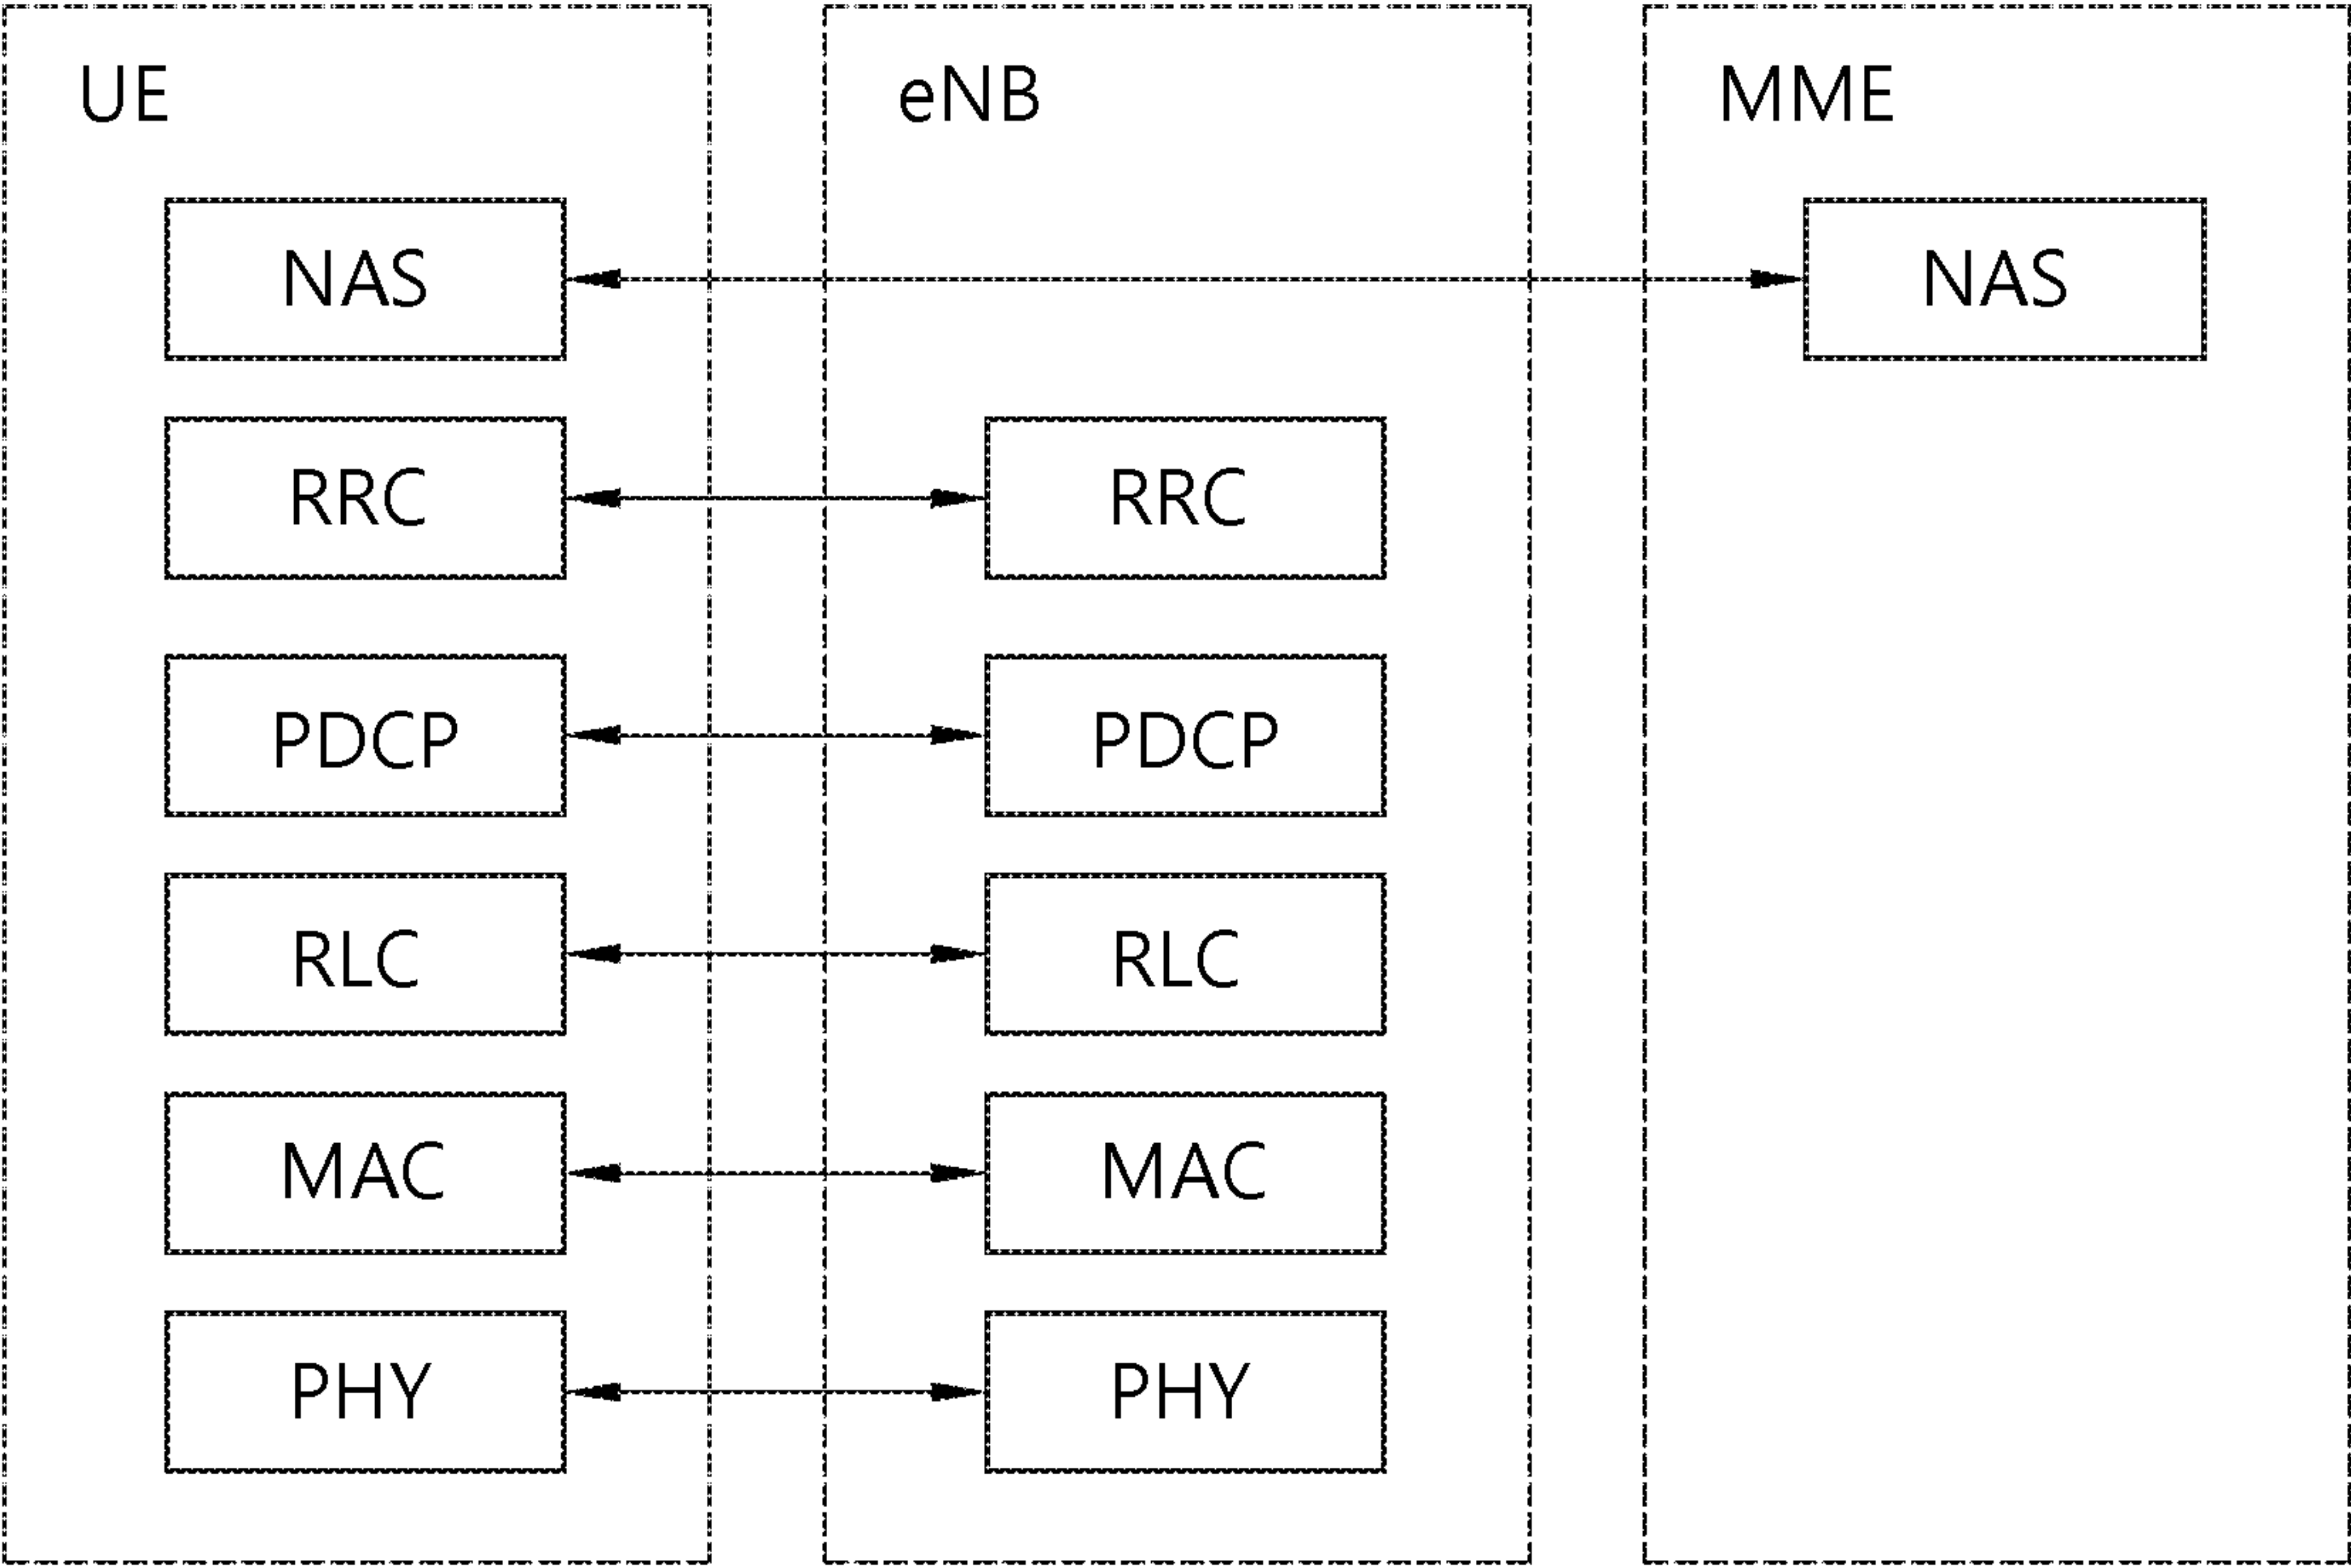 UE
eNB
MME
NAS
NAS
RRC
RRC
PDCP
PDCP
RLC
RLC
MAC
MAC
PHY
PHY